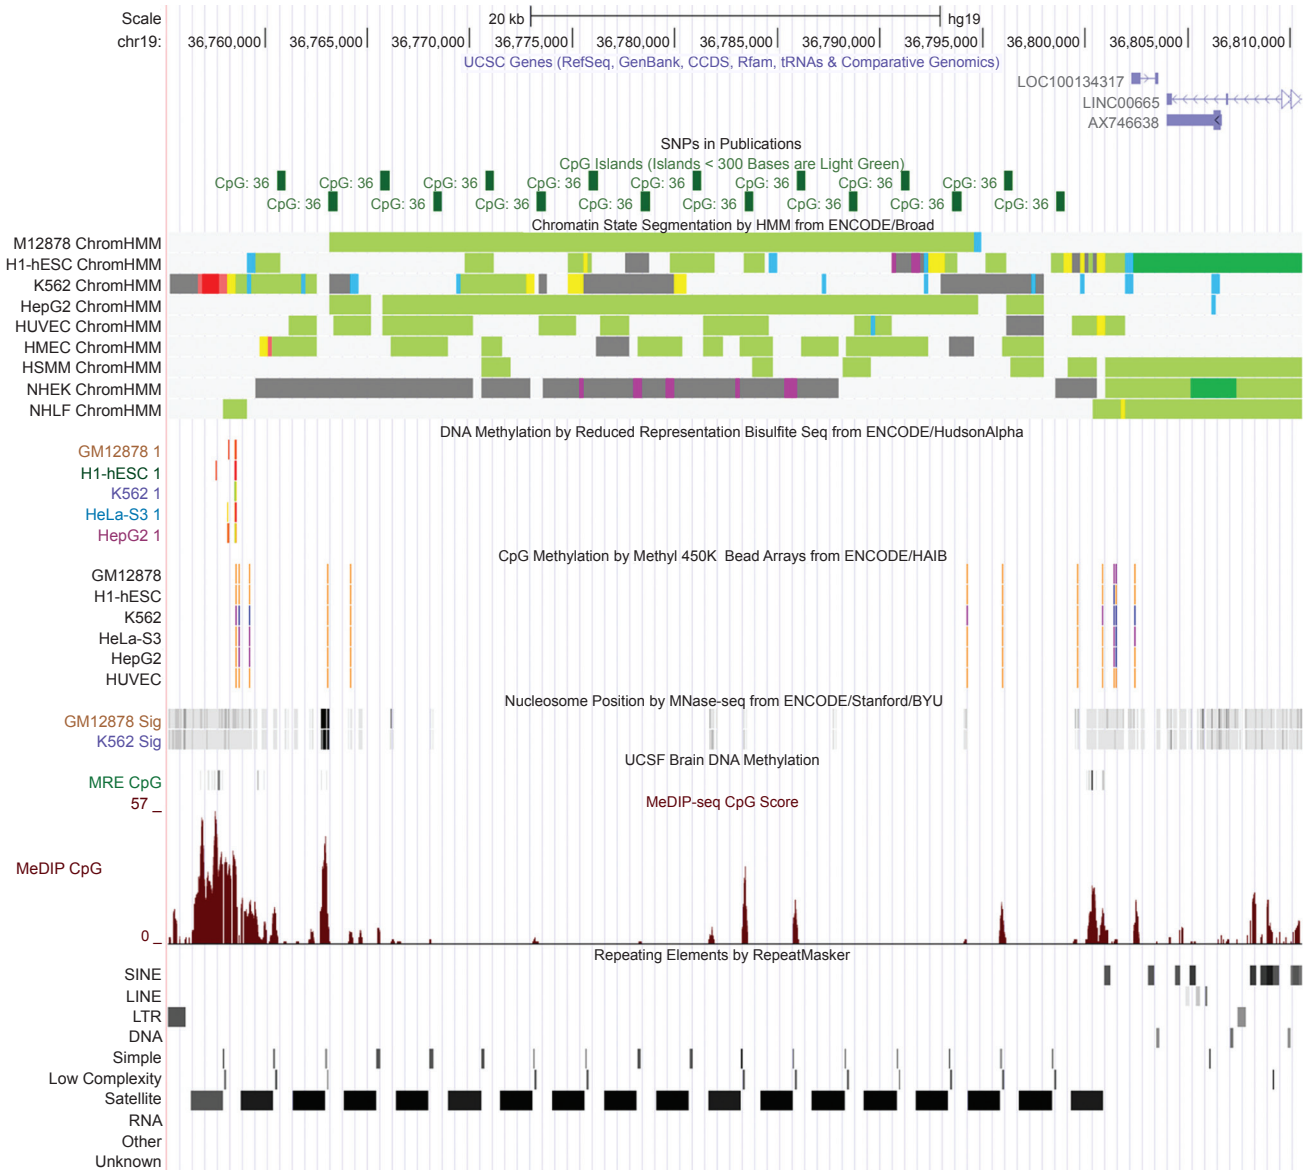 Scale 20 kb hg19
chr19: 36,760,000 36,765,000 36,770,000 36,775,000 36,780,000 36,785,000 36,790,000 36,795,000 36,800,000 36,805,000 36,810,000
UCSC Genes (RefSeq, GenBank, CCDS, Rfam, tRNAs & Comparative Genomics)
LOC100134317
LINC00665
AX746638
SNPs in Publications
CpG Islands (Islands < 300 Bases are Light Green)
CpG: 36 CpG: 36 CpG: 36 CpG: 36 CpG: 36 CpG: 36 CpG: 36 CpG: 36
CpG: 36 CpG: 36 CpG: 36 CpG: 36 CpG: 36 CpG: 36 CpG: 36 CpG: 36
Chromatin State Segmentation by HMM from ENCODE/Broad
M12878 ChromHMM
H1-hESC ChromHMM
K562 ChromHMM
HepG2 ChromHMM
HUVEC ChromHMM
HMEC ChromHMM
HSMM ChromHMM
NHEK ChromHMM
NHLF ChromHMM
DNA Methylation by Reduced Representation Bisulfite Seq from ENCODE/HudsonAlpha
GM12878 1
H1-hESC 1
K562 1
HeLa-S3 1
HepG2 1
CpG Methylation by Methyl 450K Bead Arrays from ENCODE/HAIB
GM12878
H1-hESC
K562
HeLa-S3
HepG2
HUVEC
Nucleosome Position by MNase-seq from ENCODE/Stanford/BYU
GM12878 Sig
K562 Sig
UCSF Brain DNA Methylation
MRE CpG
57
MeDIP-seq CpG Score
MeDIP CpG
0
Repeating Elements by RepeatMasker
SINE
LINE
LTR
DNA
Simple
Low Complexity
Satellite
RNA
Other
Unknown